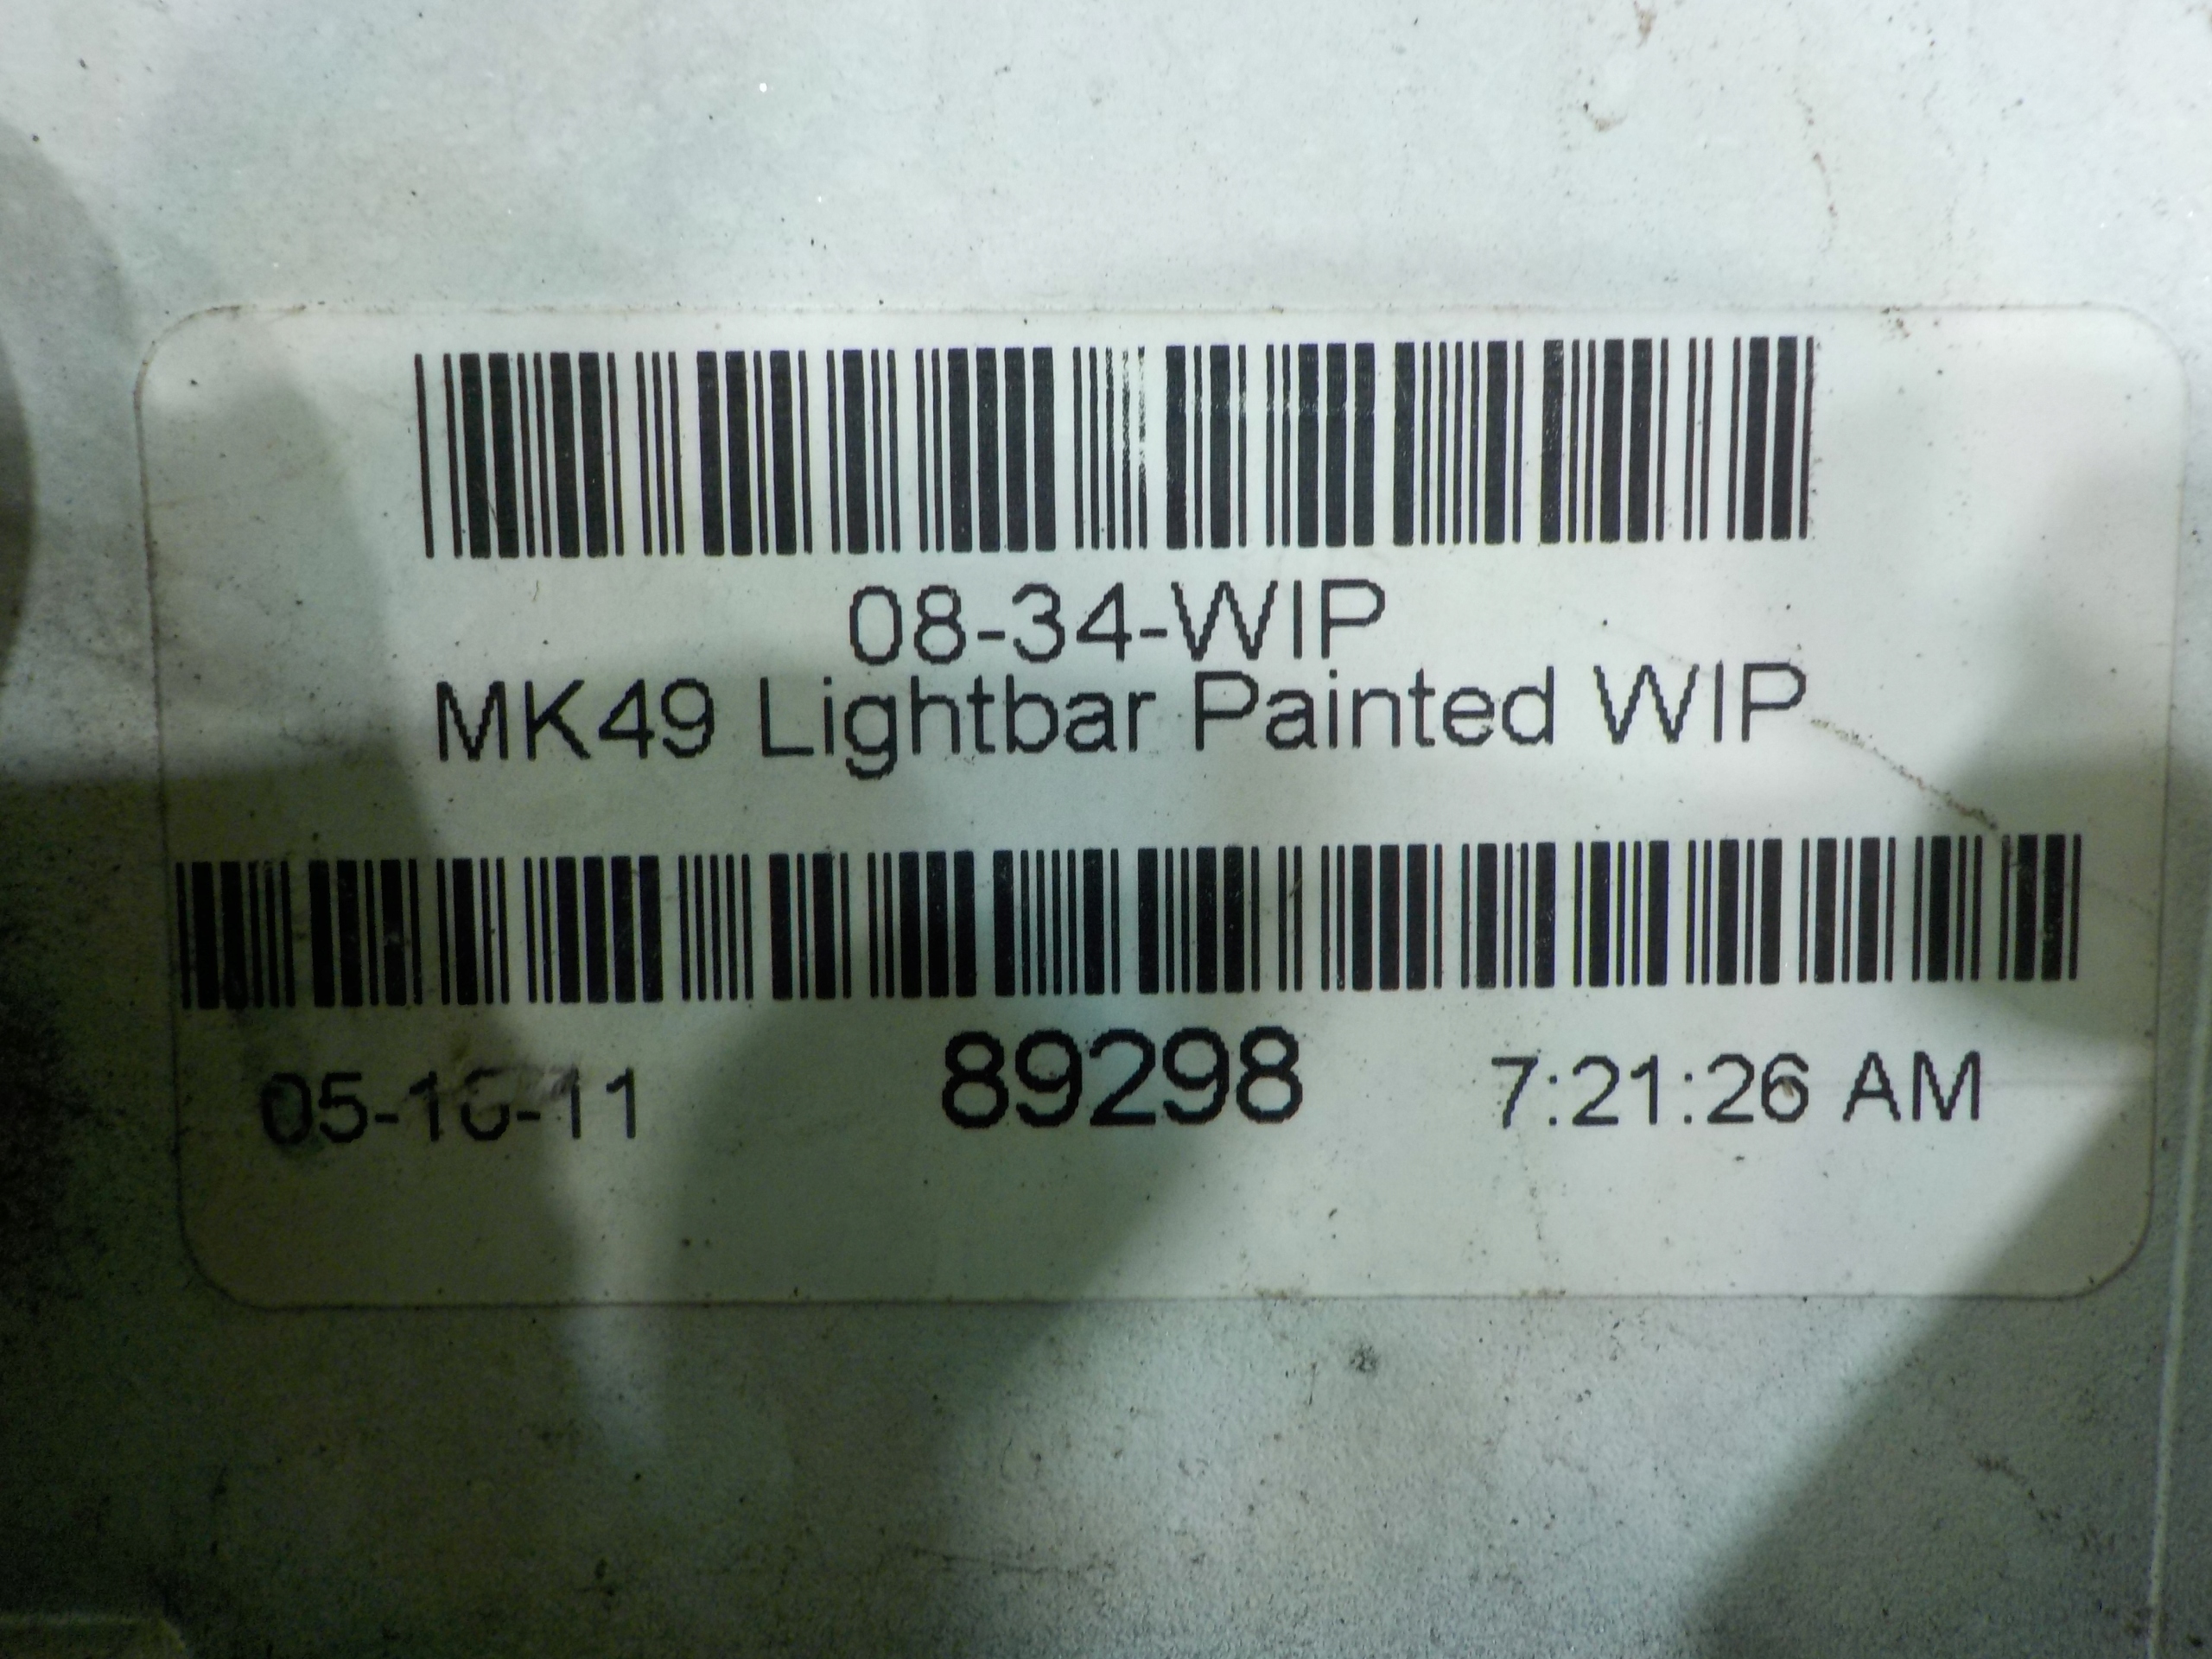 08-34-WIP
MK49 Lightbar Painted WIP
89298 7:21:26 AM